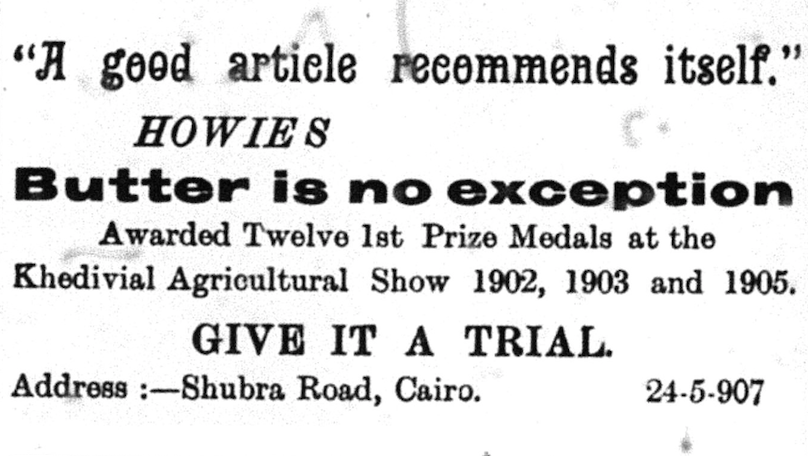 "A good article recommends itself."
HOWIES
Butter is no exception
Awarded Twelve 1st Prize Medals at the
Khedivial Agricultural Show 1902, 1903 and 1905.
GIVE IT A TRIAL.
Address :—Shubra Road, Cairo. 24-5-907